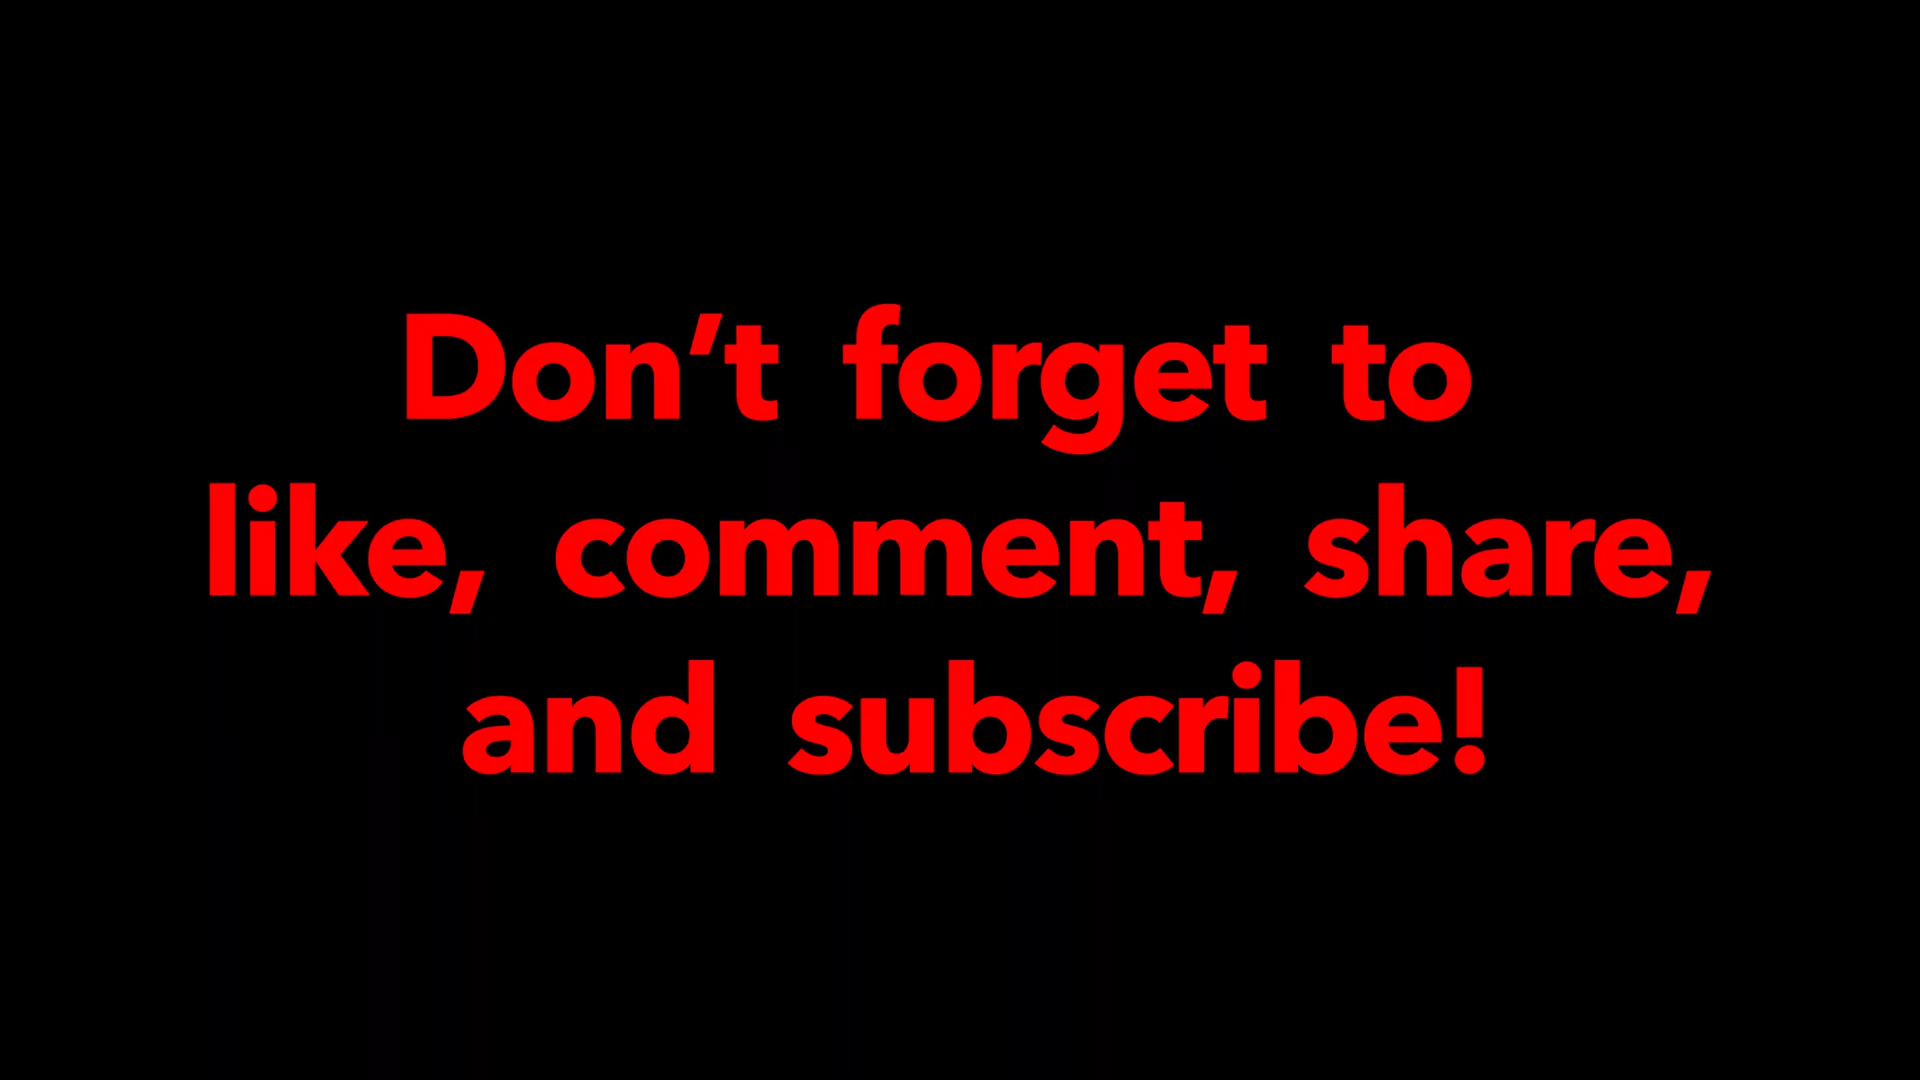 Don’t forget to
like, comment, share,
and subscribe!